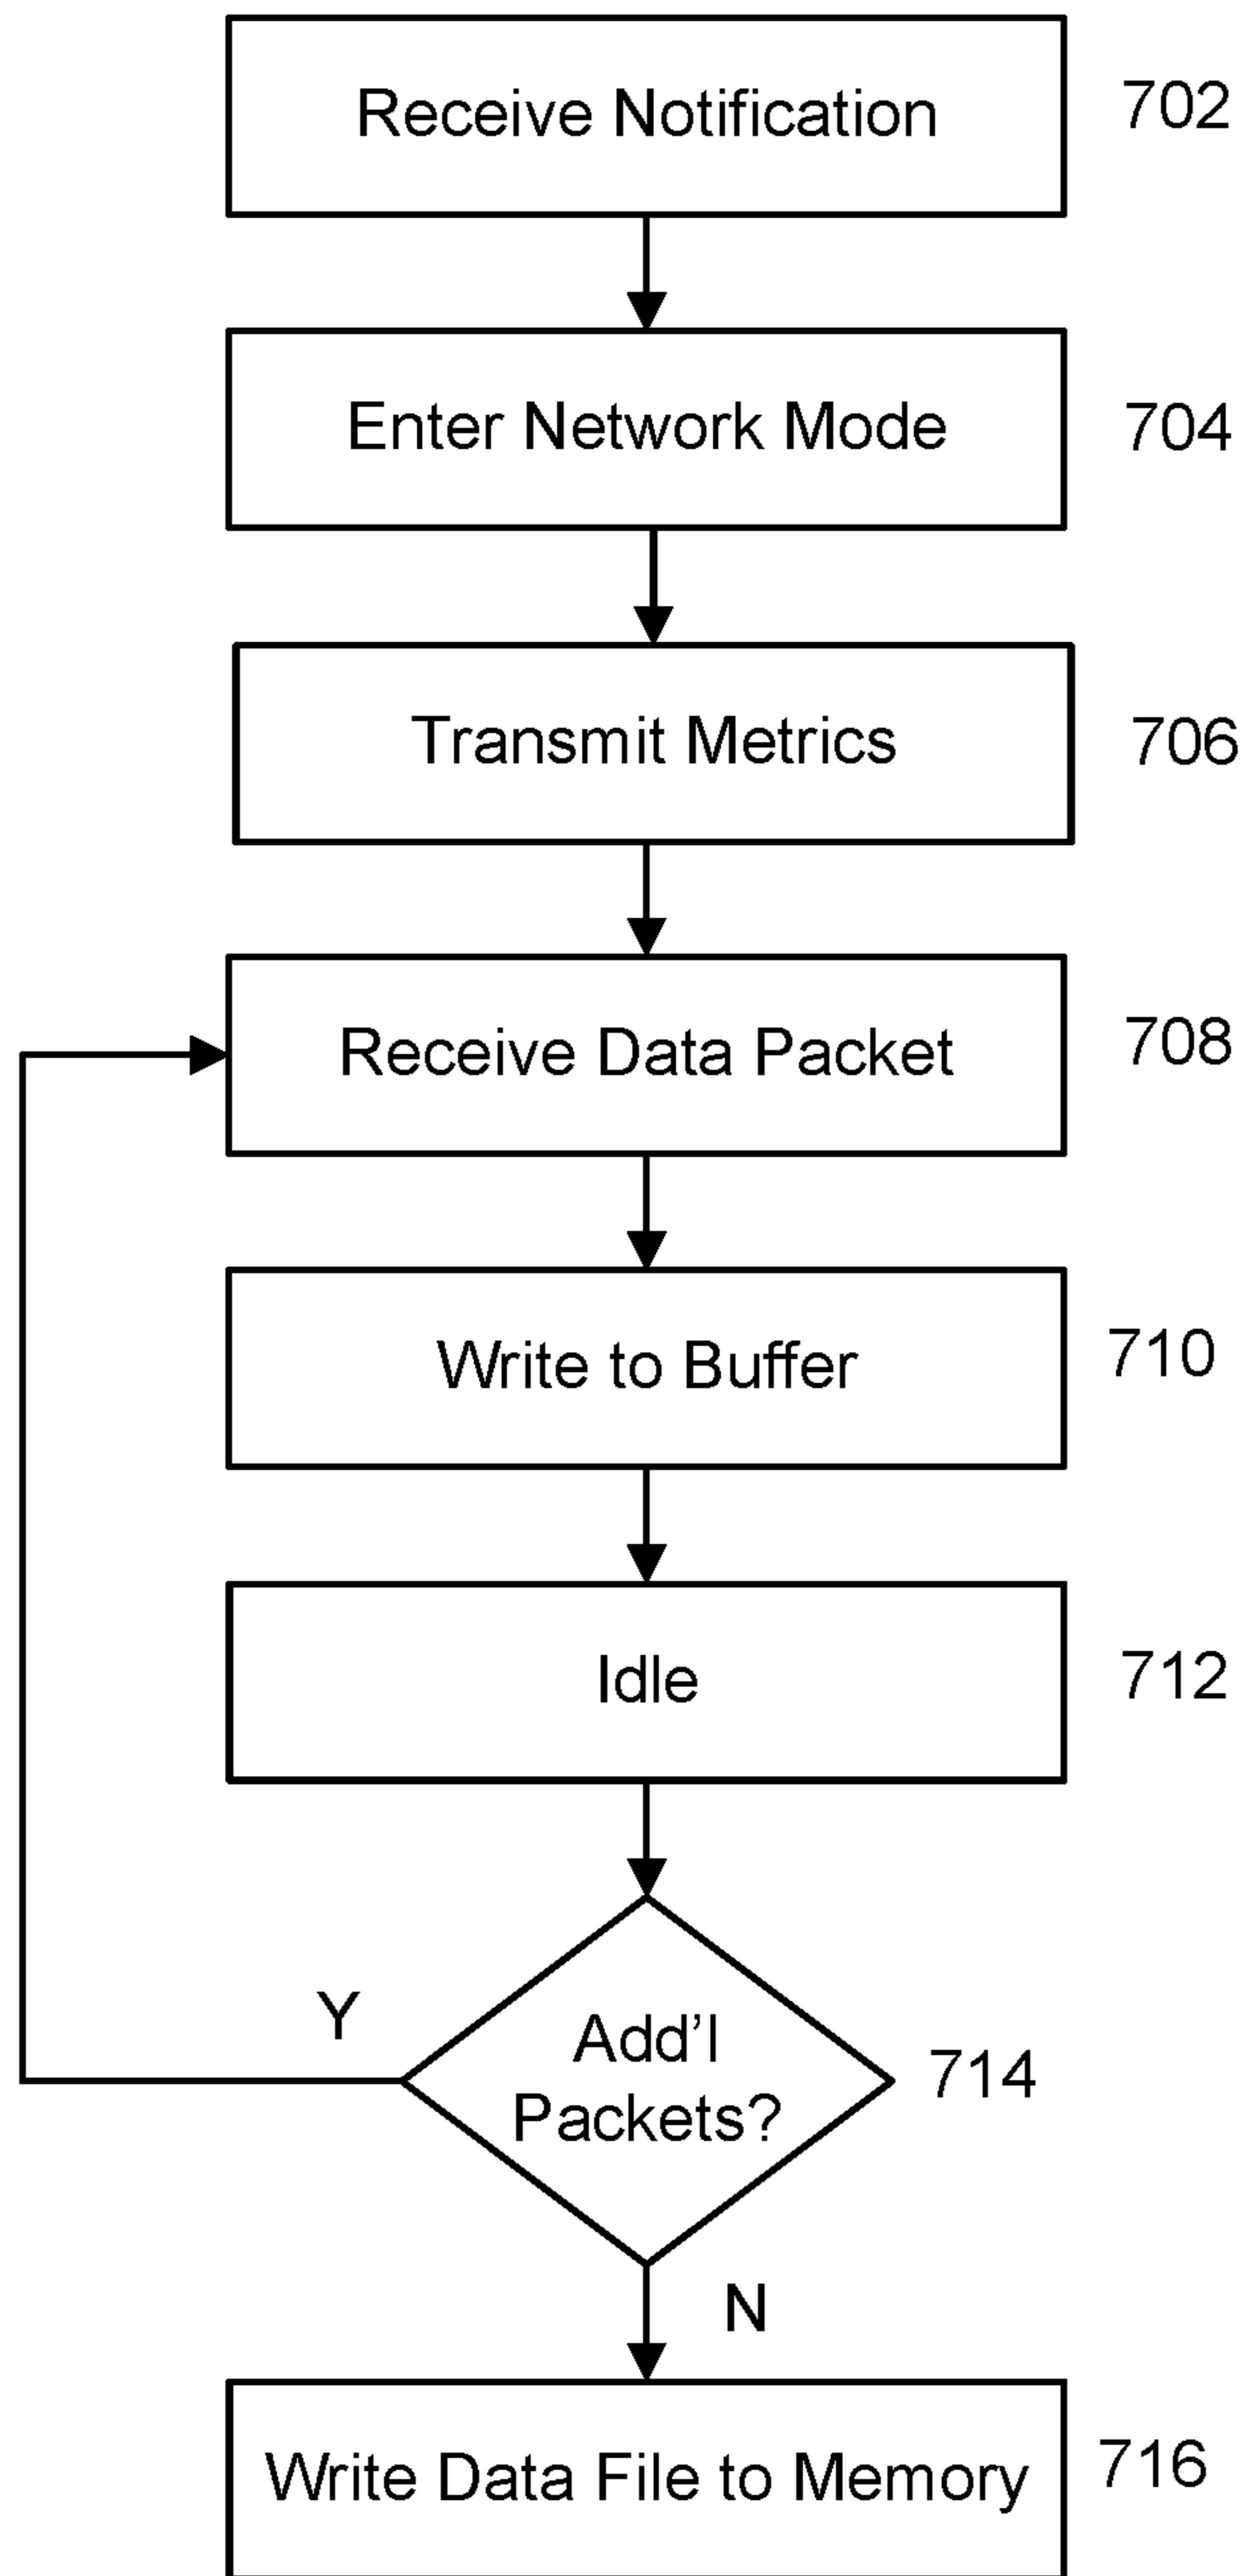 Receive Notification 702
Enter Network Mode 704
Transmit Metrics 706
Receive Data Packet 708
Write to Buffer 710
Idle 712
Y
Add’l
Packets?
714
N
Write Data File to Memory 716